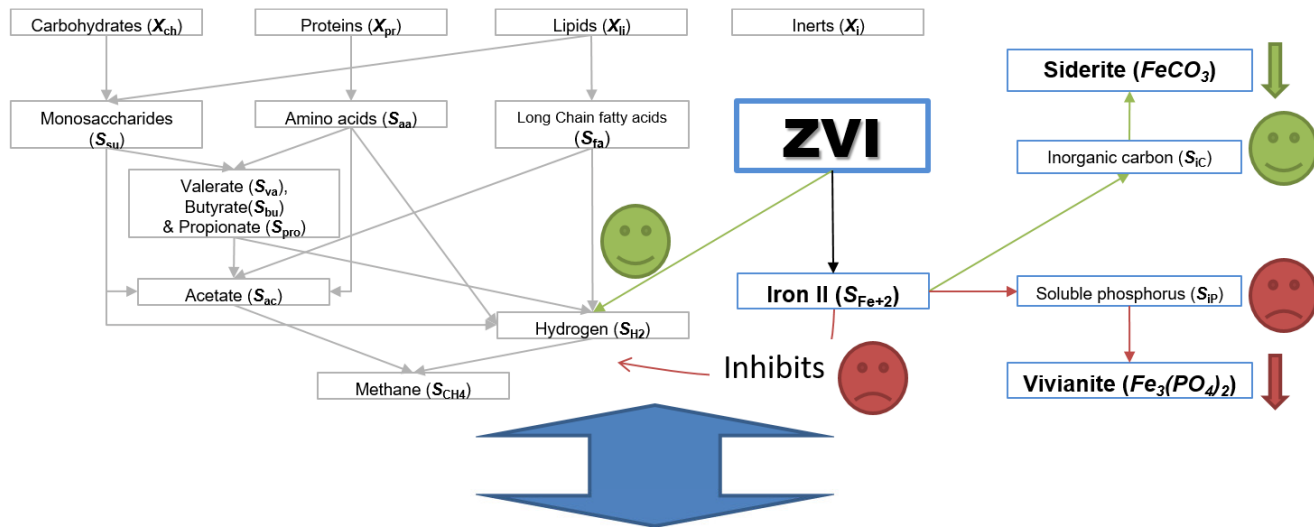 Carbohydrates (Xch)
Proteins (Xpr)
Lipids (Xli)
Inerts (Xi)
Siderite (FeCO3)
Monosaccharides
(Ssu)
Amino acids (Saa)
Long Chain fatty acids
(Sfa)
ZVI
Inorganic carbon (SiC)
Valerate (Sva),
Butyrate(Sbu)
& Propionate (Spro)
Acetate (Sac)
Iron II (SFe+2)
Soluble phosphorus (SiP)
Hydrogen (SH2)
Inhibits
Methane (SCH4)
Vivianite (Fe3(PO4)2)